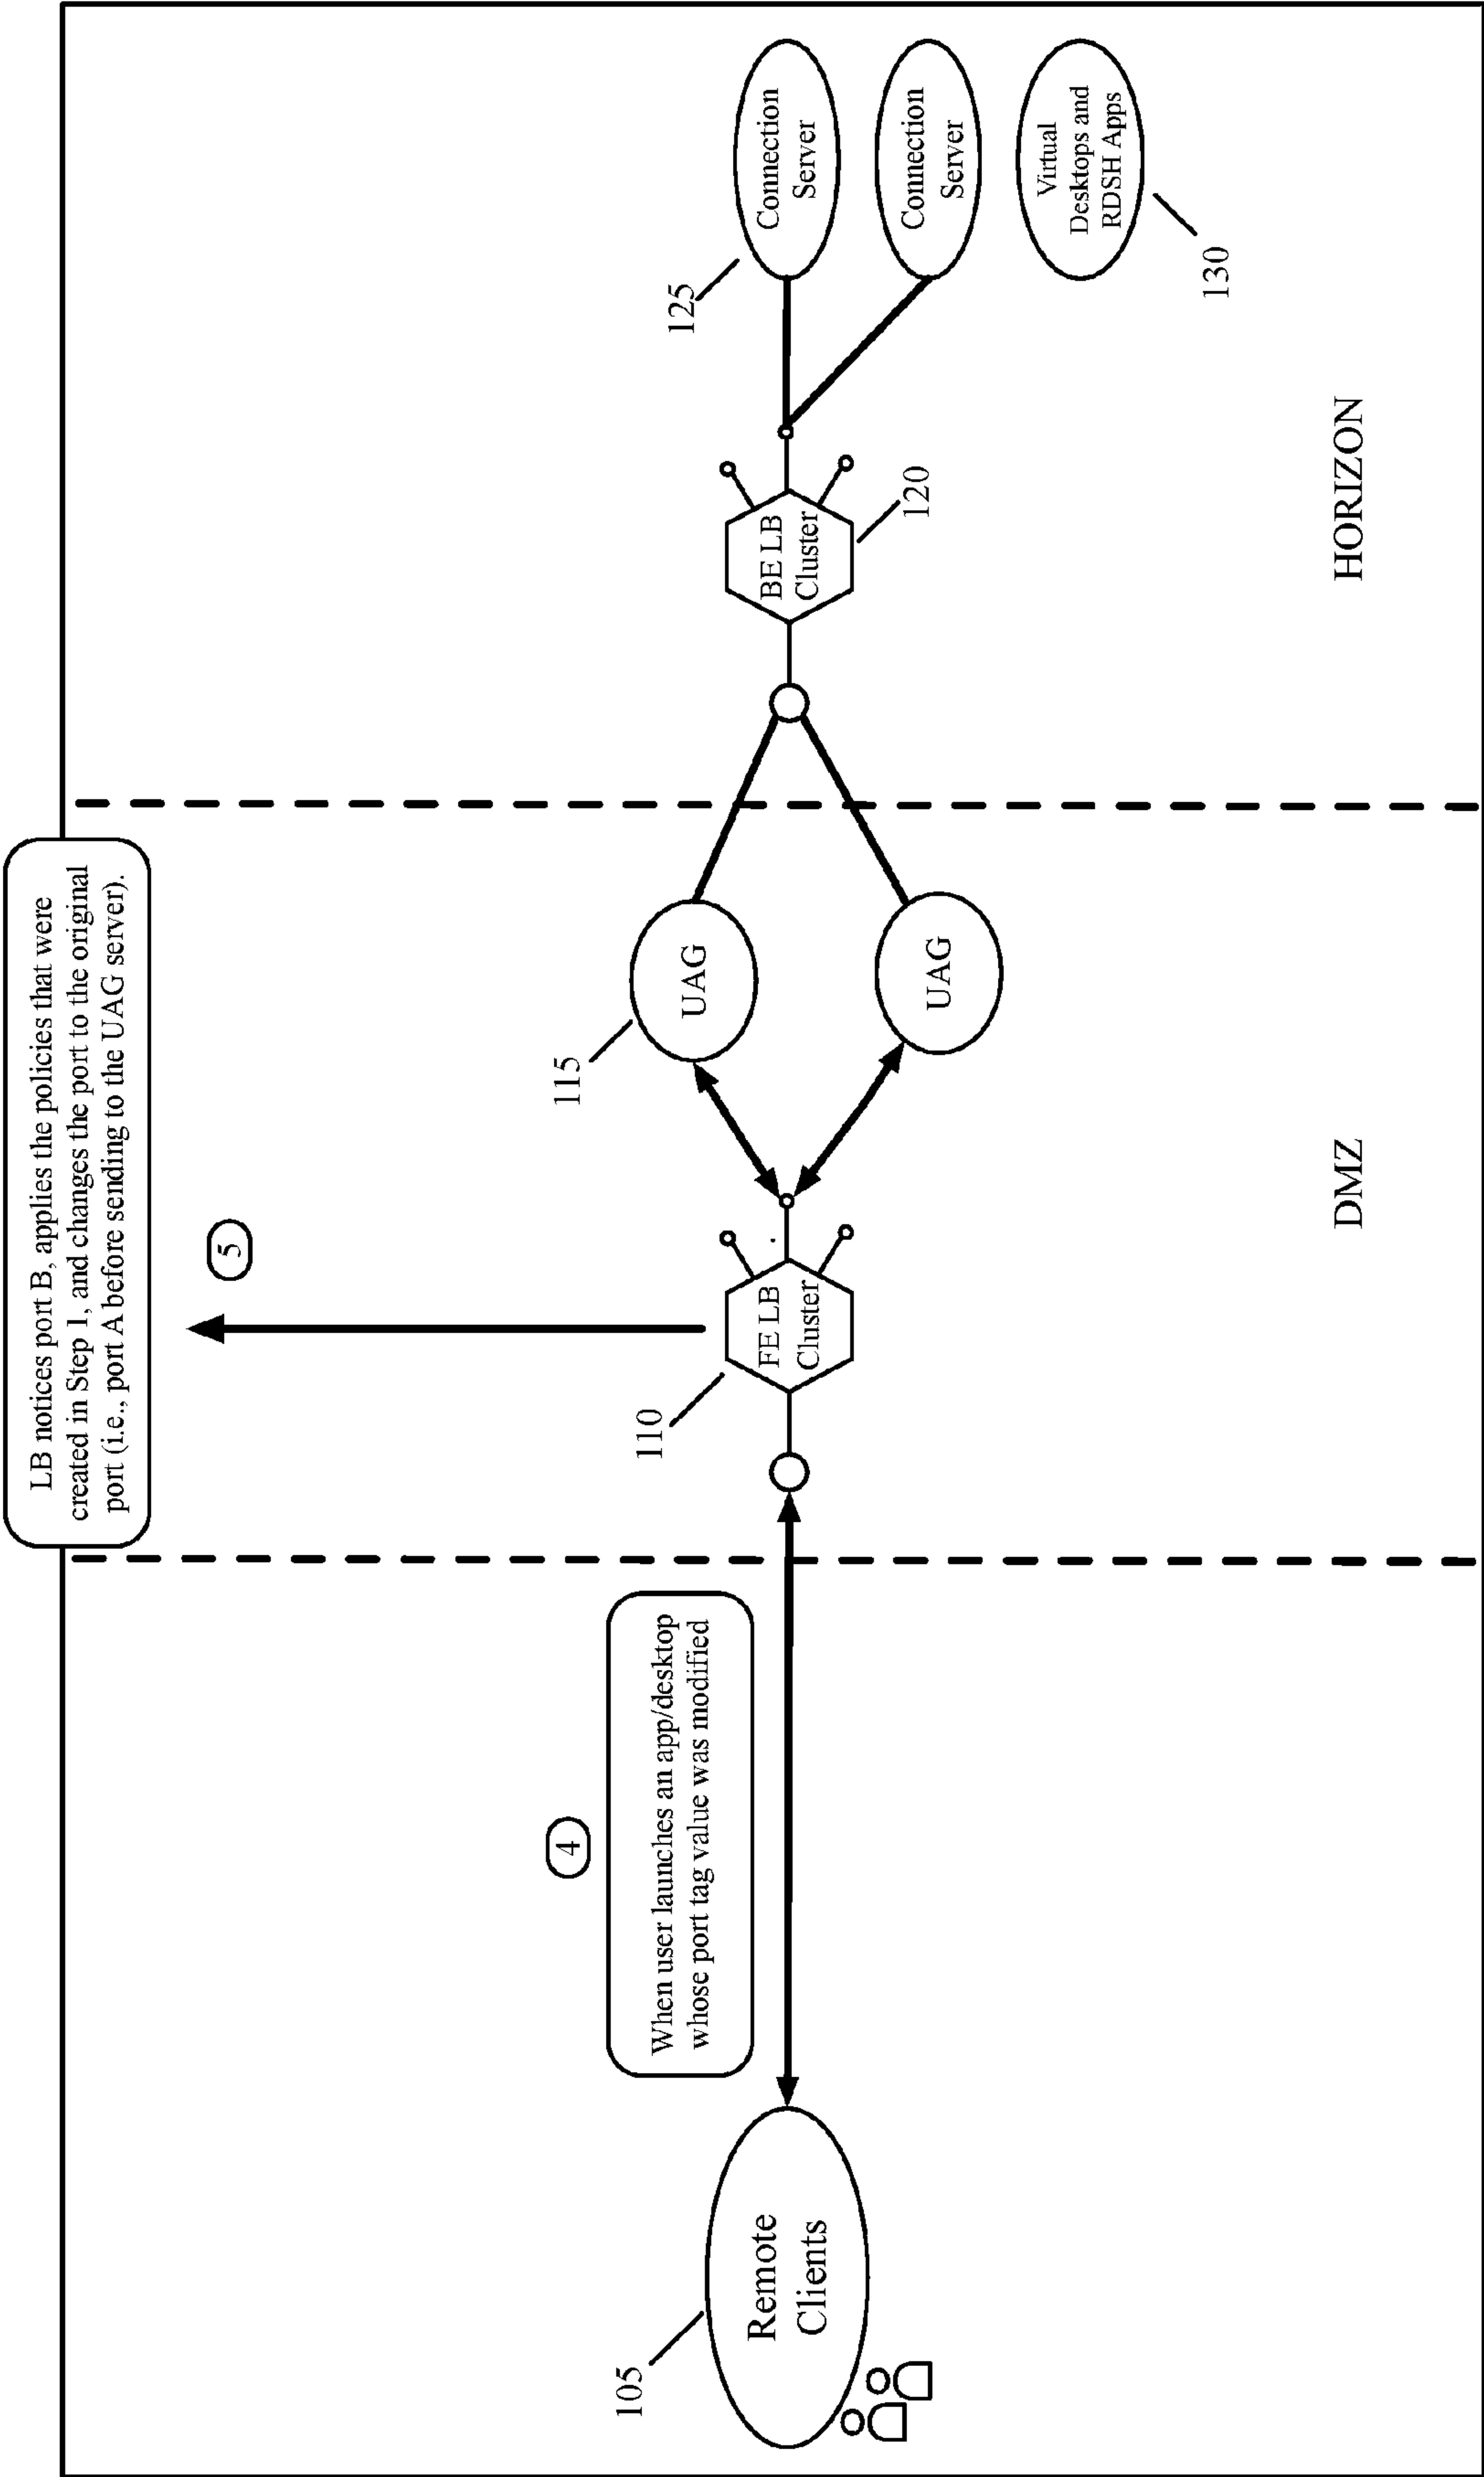 LB notices port B, applies the policies that were
created in Step 1, and changes the port to the original
port (i.e., port A before sending to the UAG server).
5
4
When user launches an app/desktop
whose port tag value was modified
105
Remote
Clients
110
FE LB
Cluster
115
UAG
UAG
120
BE LB
Cluster
125
Connection
Server
Connection
Server
Virtual
Desktops and
RDSH Apps
130
DMZ
HORIZON